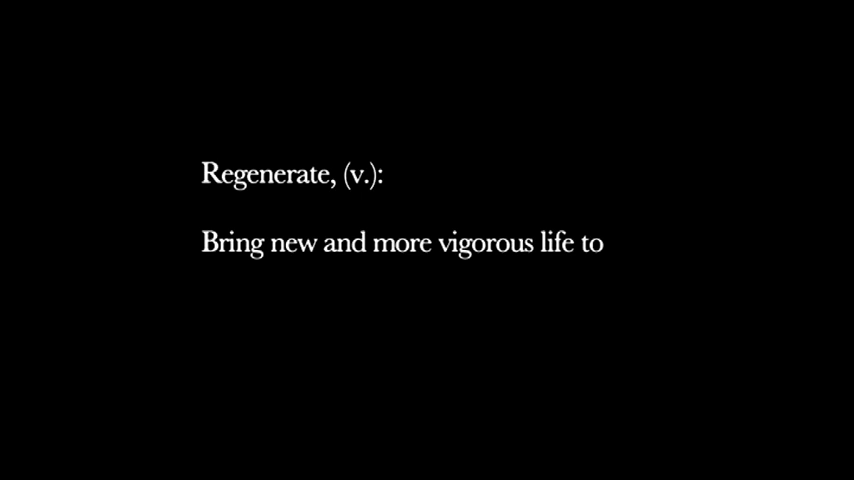 Regenerate, (v.):
Bring new and more vigorous life to